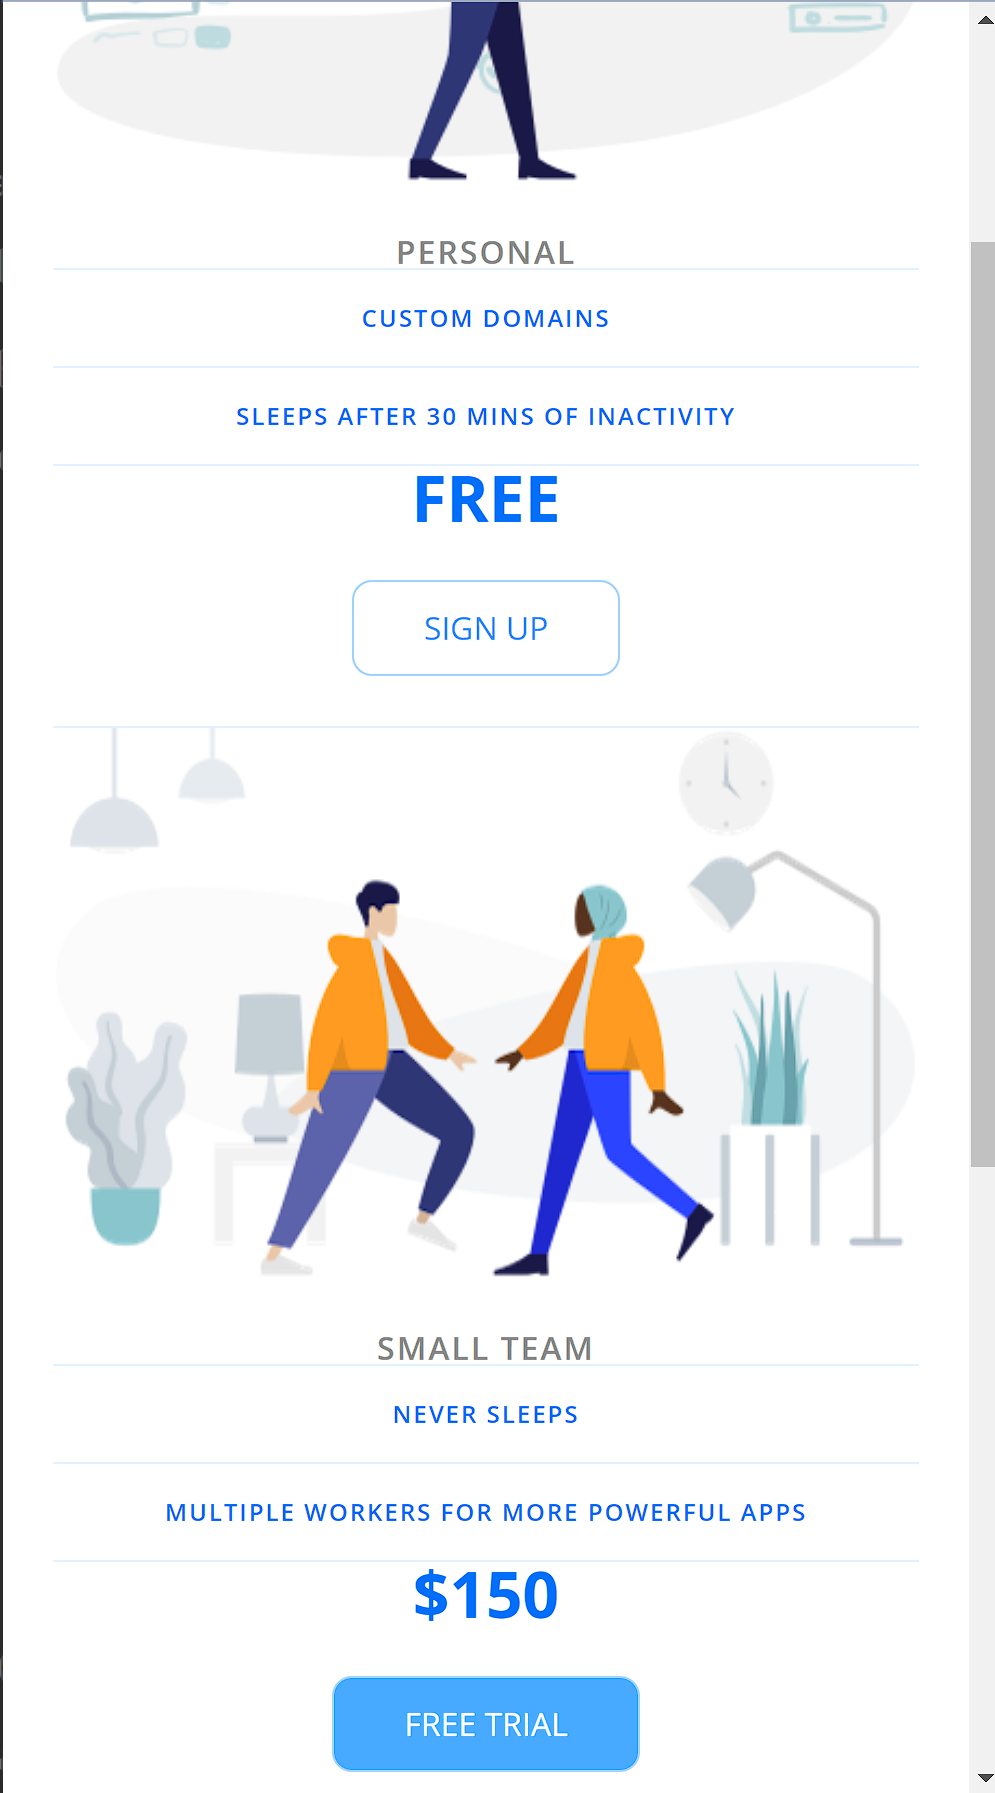 PERSONAL
CUSTOM DOMAINS
SLEEPS AFTER 30 MINS OF INACTIVITY
FREE
SIGN UP
SMALL TEAM
NEVER SLEEPS
MULTIPLE WORKERS FOR MORE POWERFUL APPS
$150
FREE TRIAL